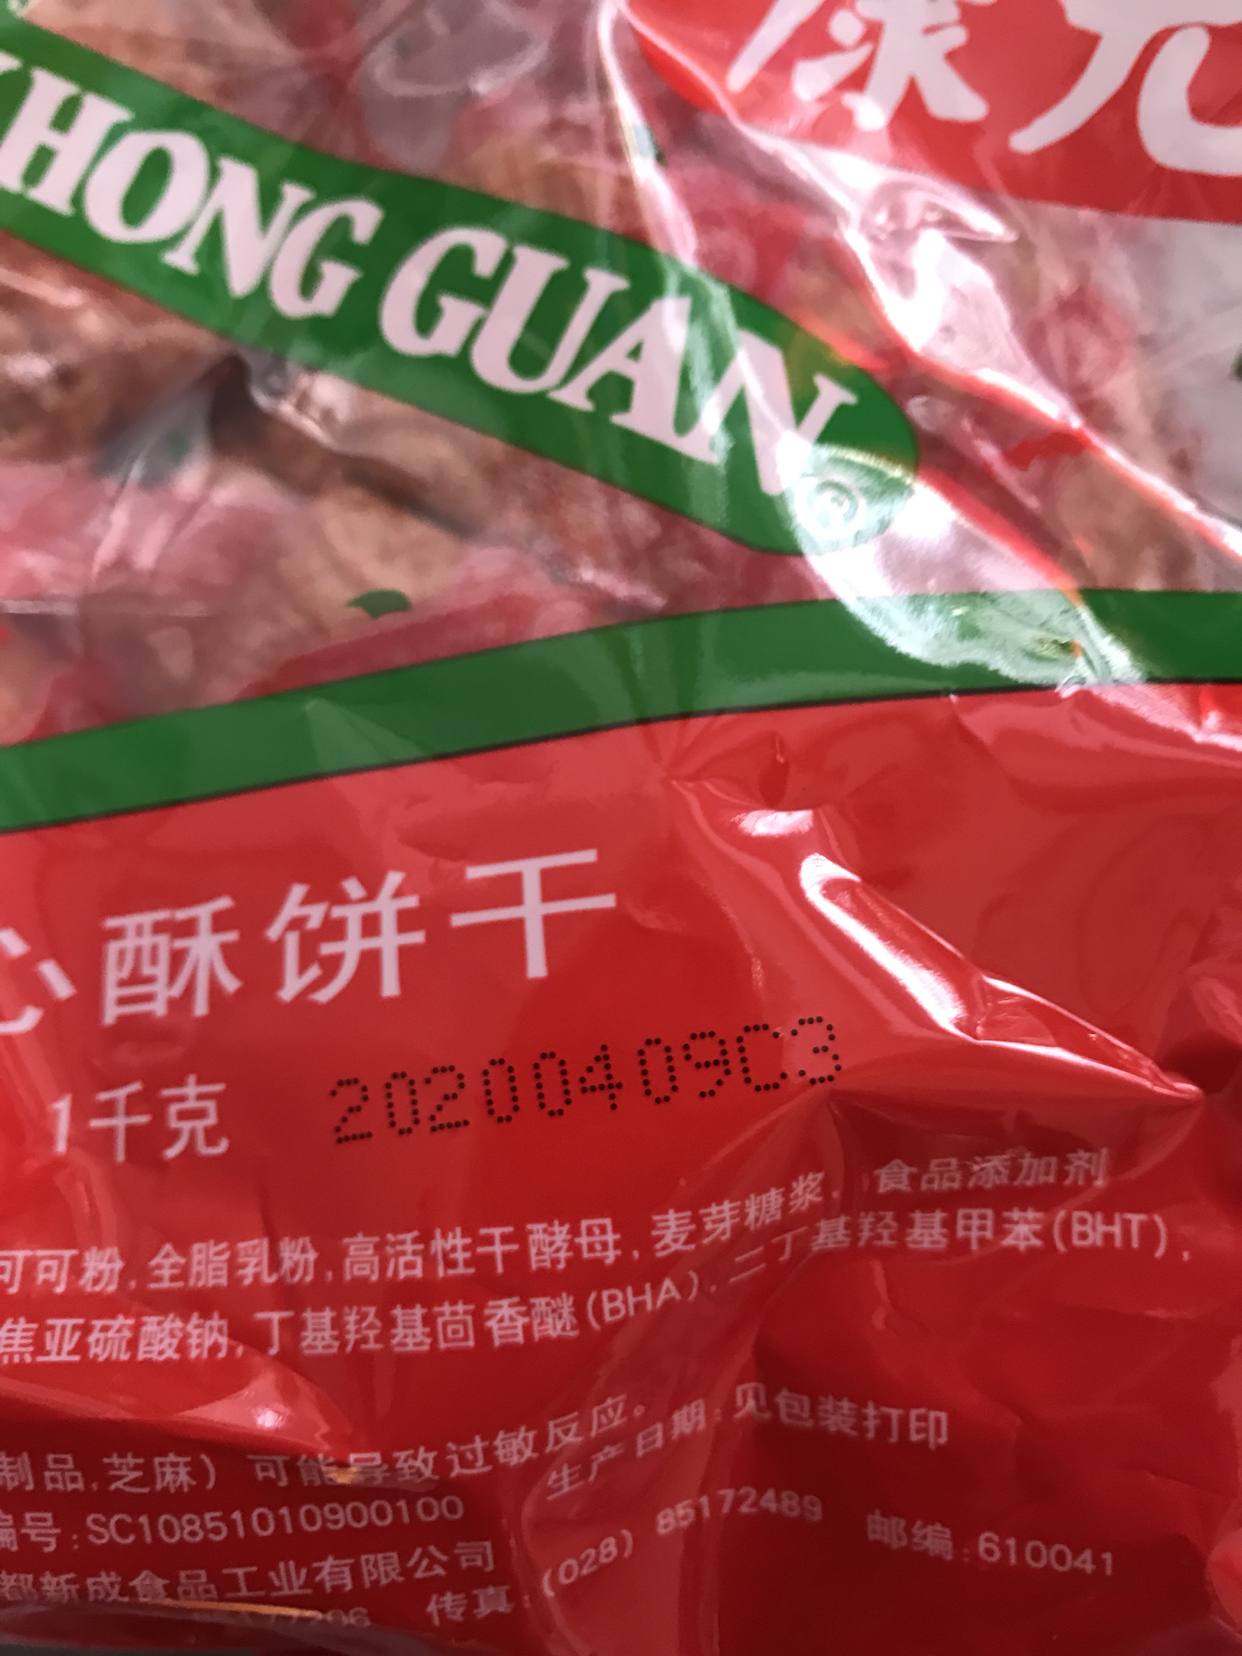 康元
HONG GUAN®
心酥饼干
1千克 20200409C3
可可粉,全脂乳粉,高活性干酵母,麦芽糖浆, 食品添加剂
焦亚硫酸钠,丁基羟基茴香醚(BHA),二丁基羟基甲苯(BHT),
制品,芝麻) 可能导致过敏反应。
生产日期:见包装打印
编号:SC10851010900100
都新成食品工业有限公司
传真:(028) 85172489 邮编:610041